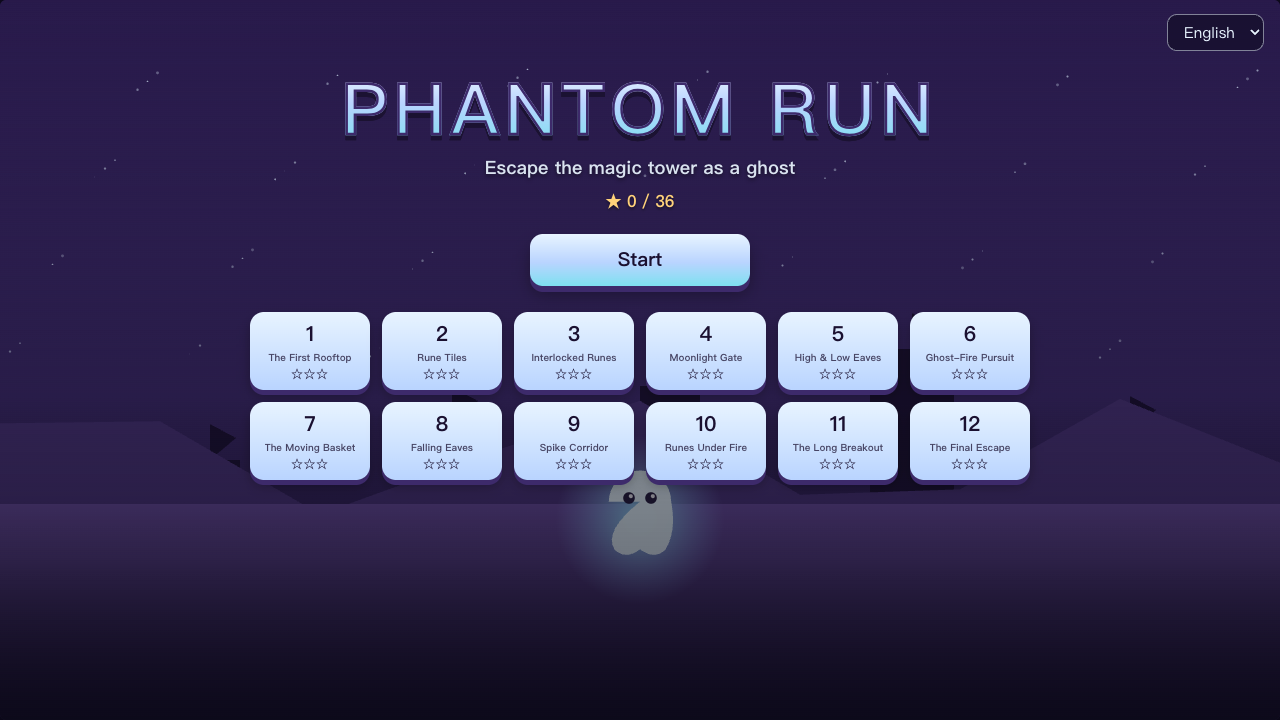 English
PHANTOM RUN
Escape the magic tower as a ghost
★ 0 / 36
Start
1
The First Rooftop
☆☆☆
2
Rune Tiles
☆☆☆
3
Interlocked Runes
☆☆☆
4
Moonlight Gate
☆☆☆
5
High & Low Eaves
☆☆☆
6
Ghost-Fire Pursuit
☆☆☆
7
The Moving Basket
☆☆☆
8
Falling Eaves
☆☆☆
9
Spike Corridor
☆☆☆
10
Runes Under Fire
☆☆☆
11
The Long Breakout
☆☆☆
12
The Final Escape
☆☆☆